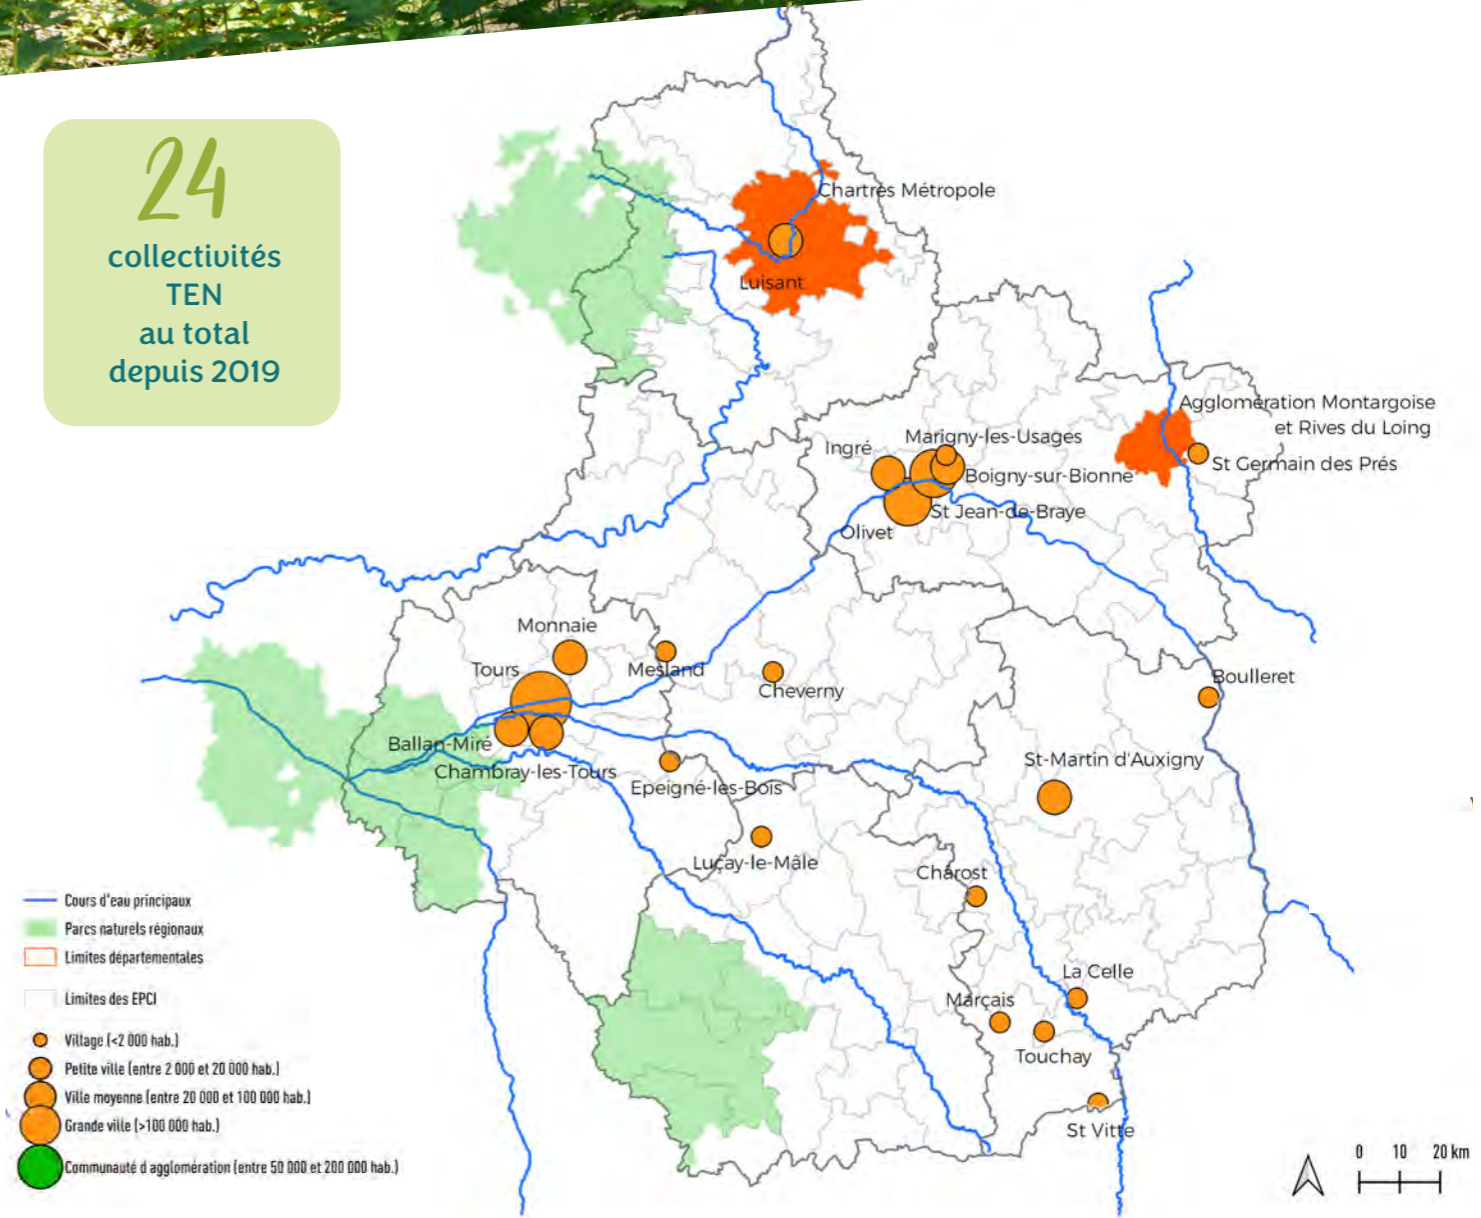 24
collectivités
TEN
au total
depuis 2019
Chartres Métropole
Luisant
Agglomération Montargoise
et Rives du Loing
St Germain des Prés
Marigny-les-Usages
Ingré
Boigny-sur-Bionne
St Jean-de-Braye
Olivet
Monnaie
Tours
Mesland
Cheverny
Boulleret
Ballan-Miré
Chambray-les-Tours
Epeigné-les-Bois
St-Martin d'Auxigny
Luçay-le-Mâle
Chârost
La Celle
Marçais
Touchay
St Vitte
Cours d'eau principaux
Parcs naturels régionaux
Limites départementales
Limites des EPCI
Village (<2 000 hab.)
Petite ville (entre 2 000 et 20 000 hab.)
Ville moyenne (entre 20 000 et 100 000 hab.)
Grande ville (>100 000 hab.)
Communauté d agglomération (entre 50 000 et 200 000 hab.)
0 10 20 km